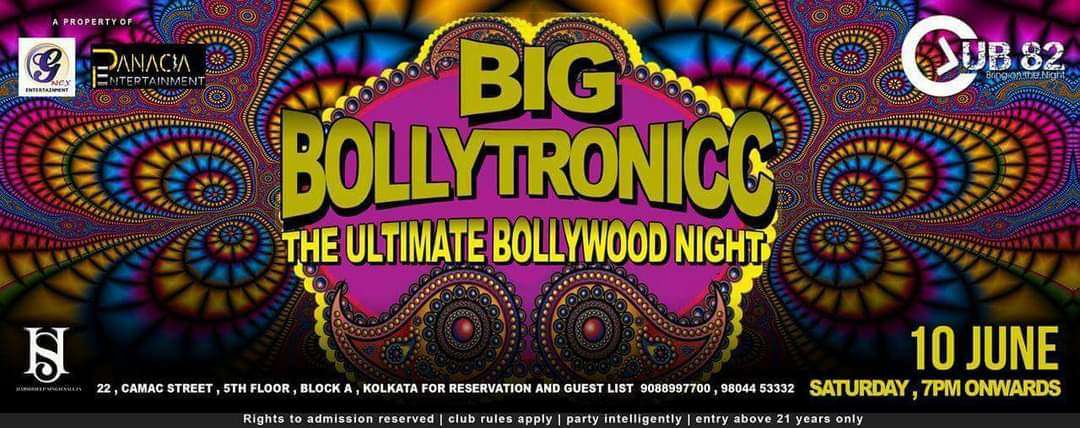 A PROPERTY OF
ENTERTAINMENT
PANACIA
ENTERTAINMENT
CLUB 82
Bring on the Night
BIG
BOLLYTRONICC
THE ULTIMATE BOLLYWOOD NIGHT
10 JUNE
SATURDAY , 7PM ONWARDS
HS
22 , CAMAC STREET , 5TH FLOOR , BLOCK A , KOLKATA FOR RESERVATION AND GUEST LIST 9088997700 , 98044 53332
Rights to admission reserved | club rules apply | party intelligently | entry above 21 years only